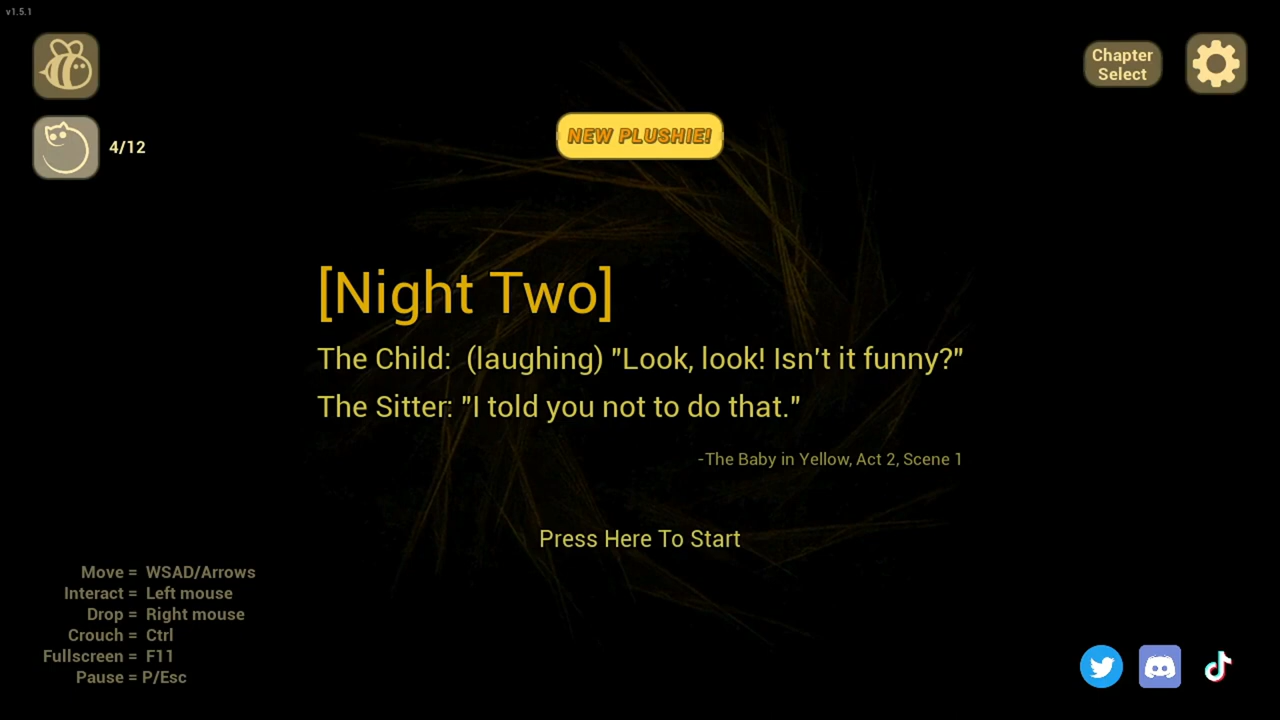 v1.5.1
Chapter
Select
NEW PLUSHIE!
4/12
[Night Two]
The Child:  (laughing) "Look, look! Isn't it funny?"
The Sitter: "I told you not to do that."
-The Baby in Yellow, Act 2, Scene 1
Press Here To Start
Move = WSAD/Arrows
Interact = Left mouse
Drop = Right mouse
Crouch = Ctrl
Fullscreen = F11
Pause = P/Esc